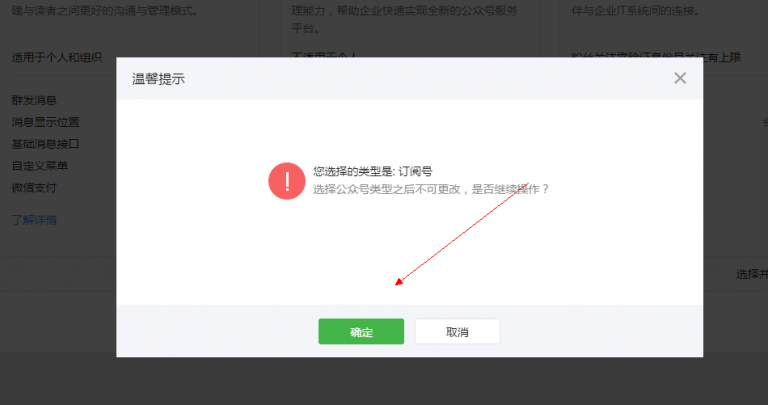 建与读者之间更好的沟通与管理模式。
理能力，帮助企业快速实现全新的公众号服务
平台。
伴与企业IT系统间的连接。
适用于个人和组织
不适用于个人
温馨提示
群发消息
消息显示位置
基础消息接口
自定义菜单
微信支付
了解详情
您选择的类型是: 订阅号
选择公众号类型之后不可更改，是否继续操作？
选择并
确定
取消